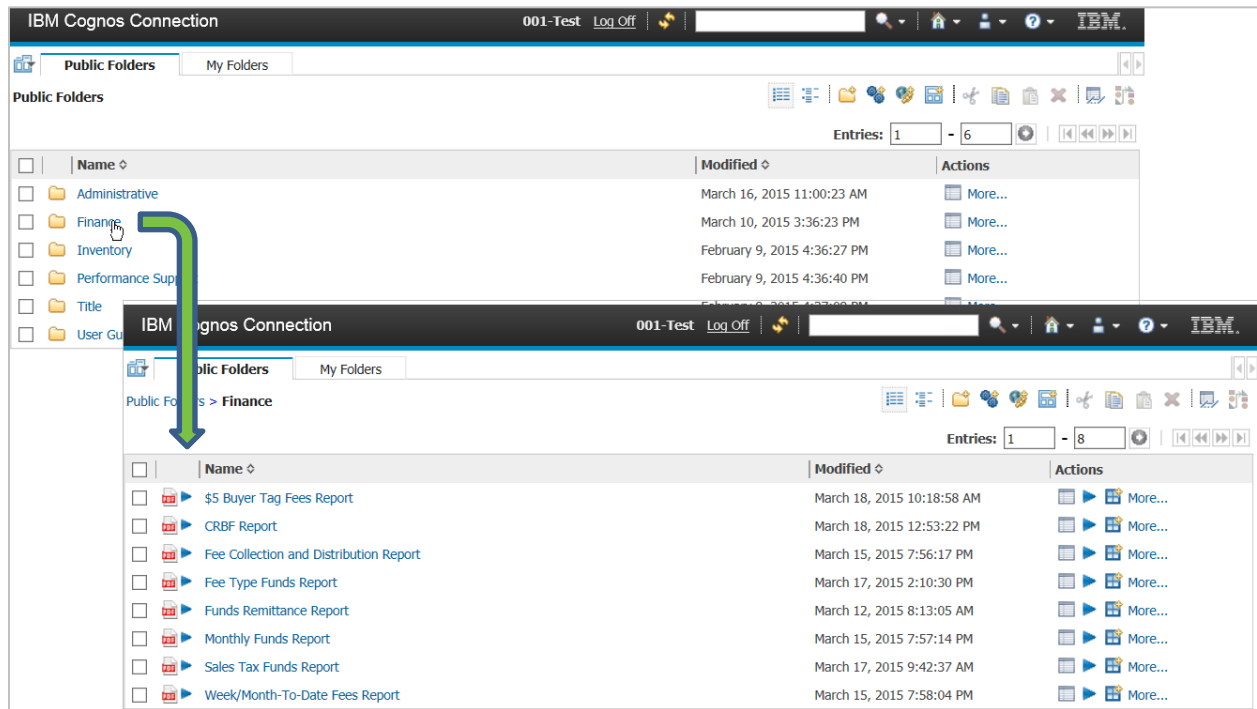 IBM Cognos Connection 001-Test Log Off IBM.
Public Folders My Folders
Public Folders
Entries: 1 - 6
Name Modified Actions
Administrative March 16, 2015 11:00:23 AM More...
Finance March 10, 2015 3:36:23 PM More...
Inventory February 9, 2015 4:36:27 PM More...
Performance February 9, 2015 4:36:40 PM More...
Title
User
IBM Connection 001-Test Log Off IBM.
Folders My Folders
Public > Finance
Entries: 1 - 8
Name Modified Actions
PDF $5 Buyer Tag Fees Report March 18, 2015 10:18:58 AM More...
PDF CRBF Report March 18, 2015 12:53:22 PM More...
PDF Fee Collection and Distribution Report March 15, 2015 7:56:17 PM More...
PDF Fee Type Funds Report March 17, 2015 2:10:30 PM More...
PDF Funds Remittance Report March 12, 2015 8:13:05 AM More...
PDF Monthly Funds Report March 15, 2015 7:57:14 PM More...
PDF Sales Tax Funds Report March 17, 2015 9:42:37 AM More...
PDF Week/Month-To-Date Fees Report March 15, 2015 7:58:04 PM More...